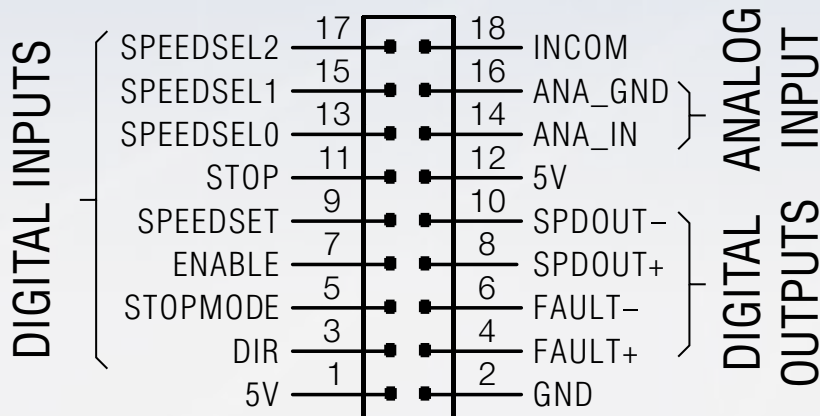 DIGITAL INPUTS
SPEEDSEL2 17 18 INCOM
SPEEDSEL1 15 16 ANA_GND
SPEEDSEL0 13 14 ANA_IN
STOP 11 12 5V
SPEEDSET 9 10 SPDOUT−
ENABLE 7 8 SPDOUT+
STOPMODE 5 6 FAULT−
DIR 3 4 FAULT+
5V 1 2 GND
ANALOG
INPUT
DIGITAL
OUTPUTS